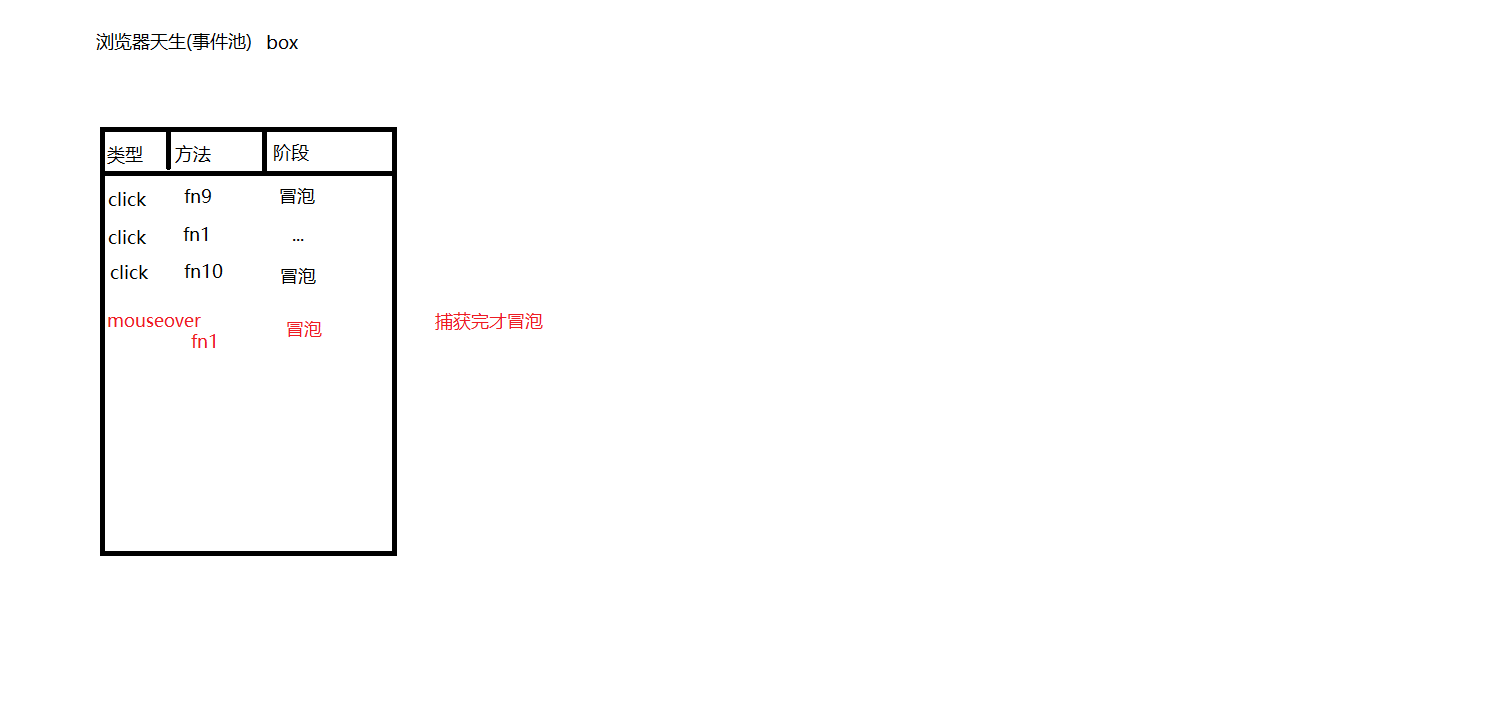 浏览器天生(事件池) box
类型 方法 阶段
click fn9 冒泡
click fn1 ...
click fn10 冒泡
mouseover 冒泡 捕获完才冒泡
fn1